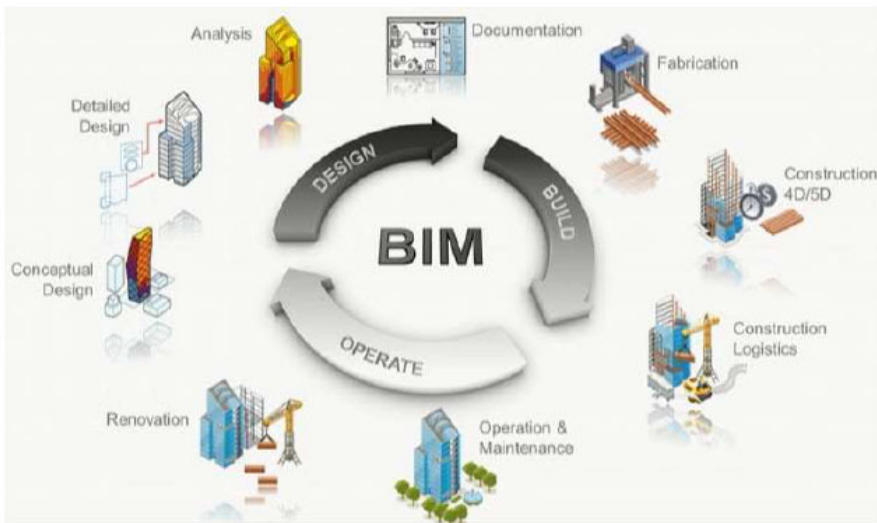 Analysis
Documentation
Fabrication
Detailed
Design
DESIGN
BUILD
Construction
4D/5D
BIM
Conceptual
Design
Construction
Logistics
OPERATE
Renovation
Operation &
Maintenance
$